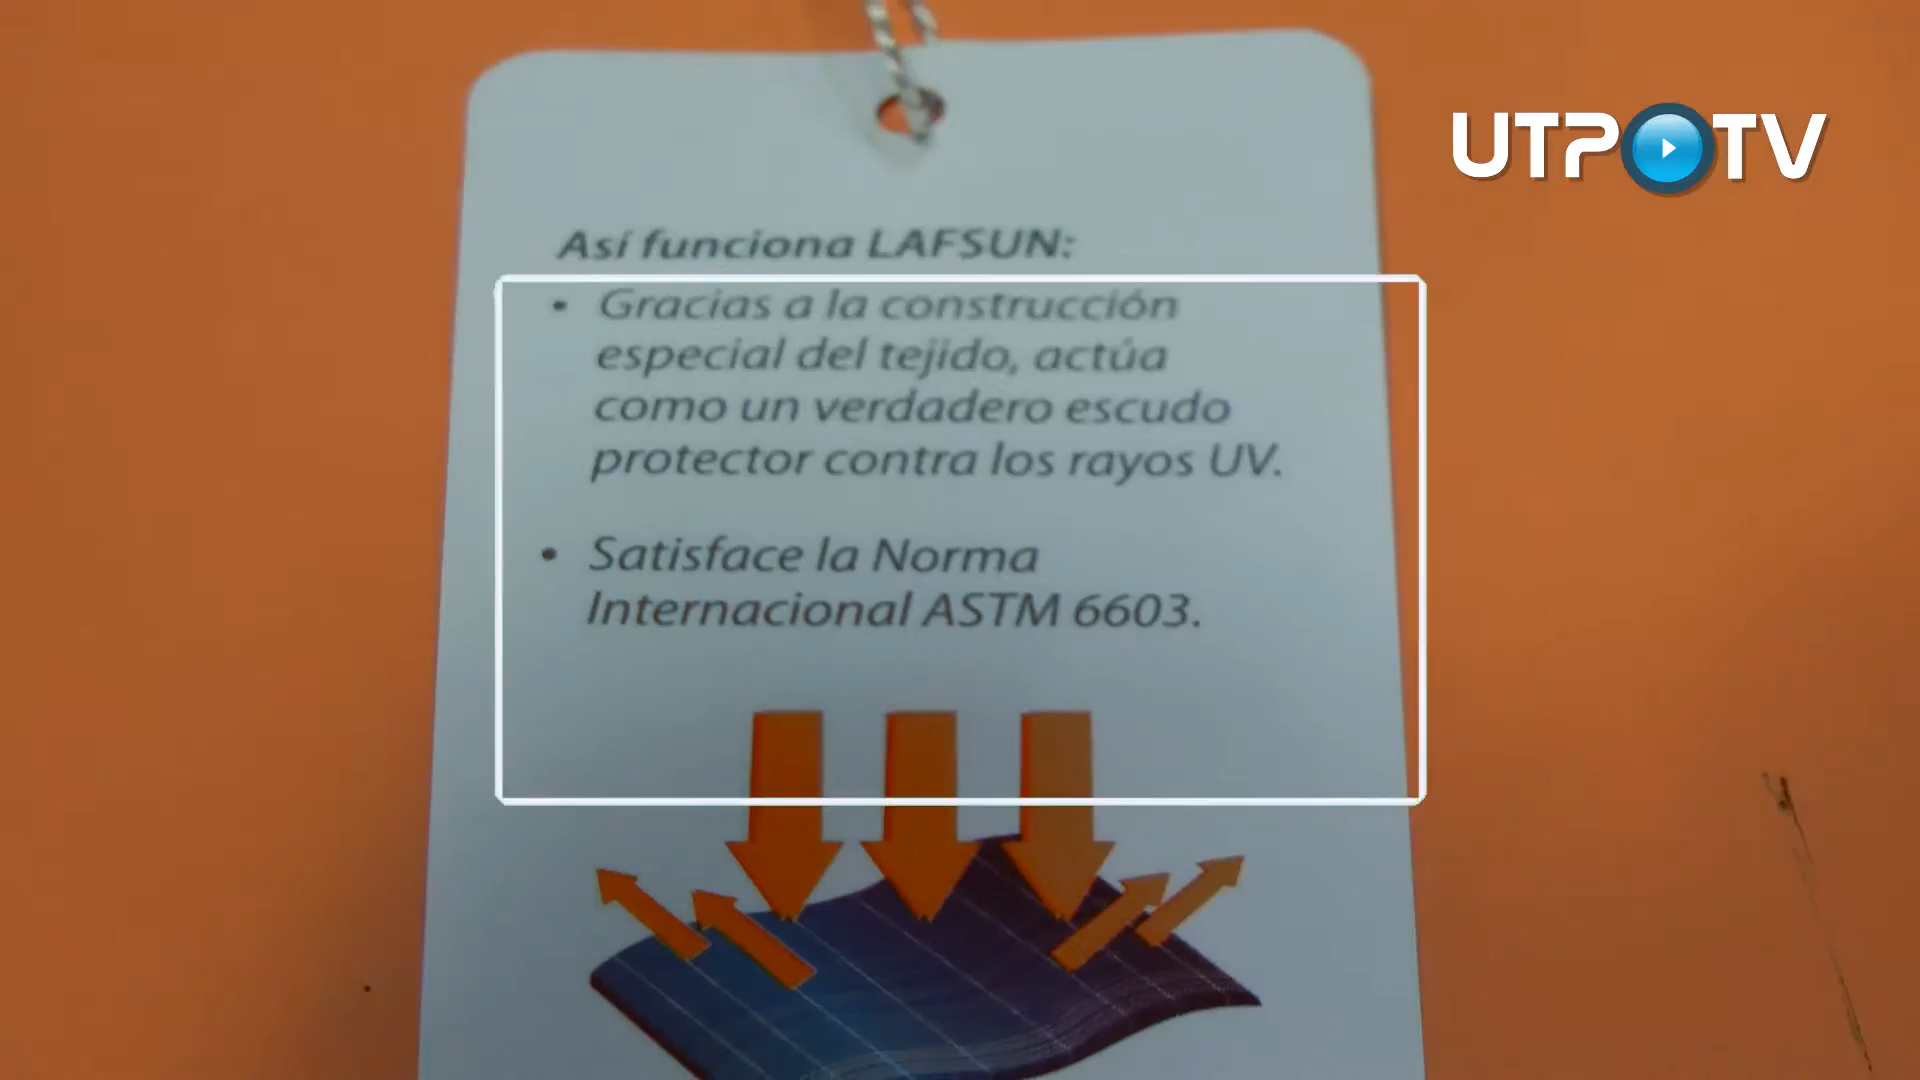 UTP TV
Así funciona LAFSUN:
• Gracias a la construcción
especial del tejido, actúa
como un verdadero escudo
protector contra los rayos UV.
• Satisface la Norma
Internacional ASTM 6603.